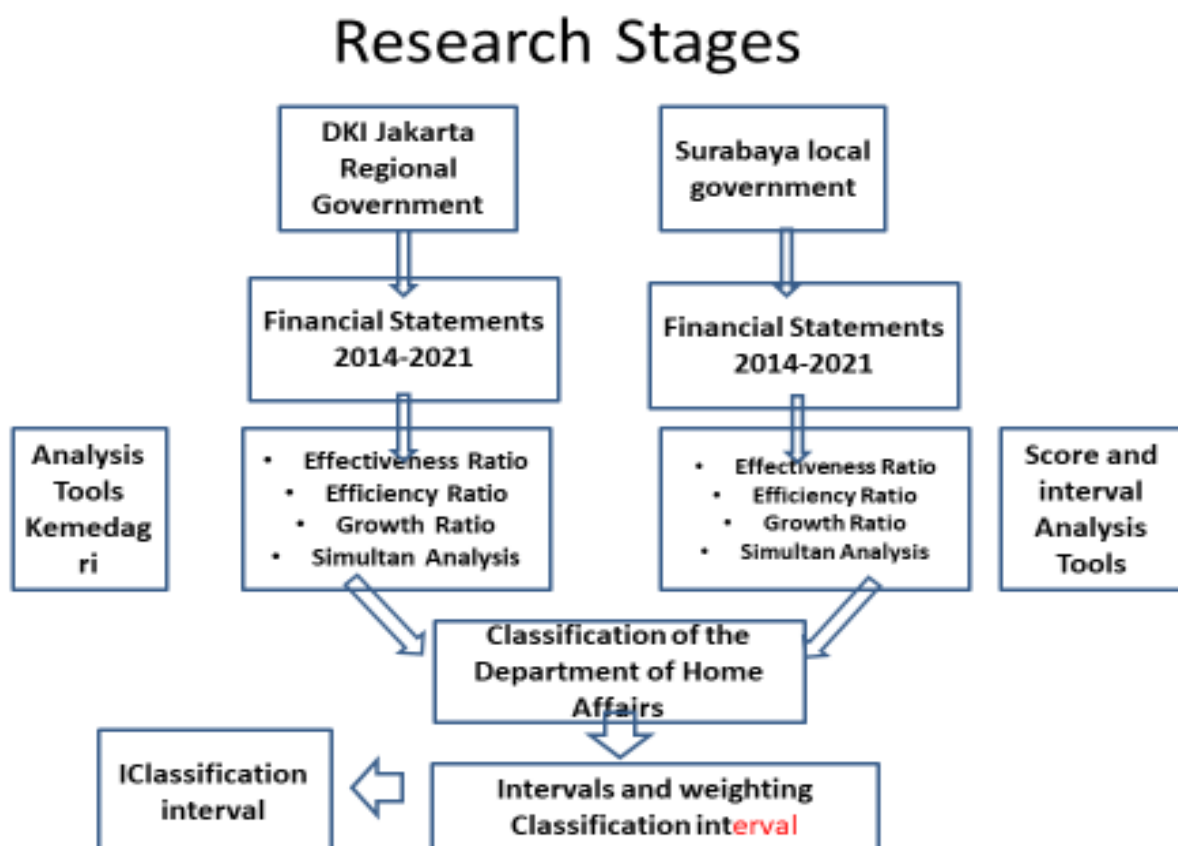 Research Stages
DKI Jakarta
Regional
Government
Surabaya local
government
Financial Statements
2014-2021
Financial Statements
2014-2021
Analysis
Tools
Kemedag
ri
• Effectiveness Ratio
• Efficiency Ratio
• Growth Ratio
• Simultan Analysis
• Effectiveness Ratio
• Efficiency Ratio
• Growth Ratio
• Simultan Analysis
Score and
interval
Analysis
Tools
Classification of the
Department of Home
Affairs
IClassification
interval
Intervals and weighting
Classification interval